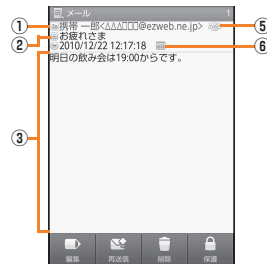 メール 1
① 携帯 一郎<△△△□□□@ezweb.ne.jp> ⑤
② お疲れさま
2010/12/22 12:17:18 ⑥
③ 明日の飲み会は19:00からです。
編集 再送信 削除 保護